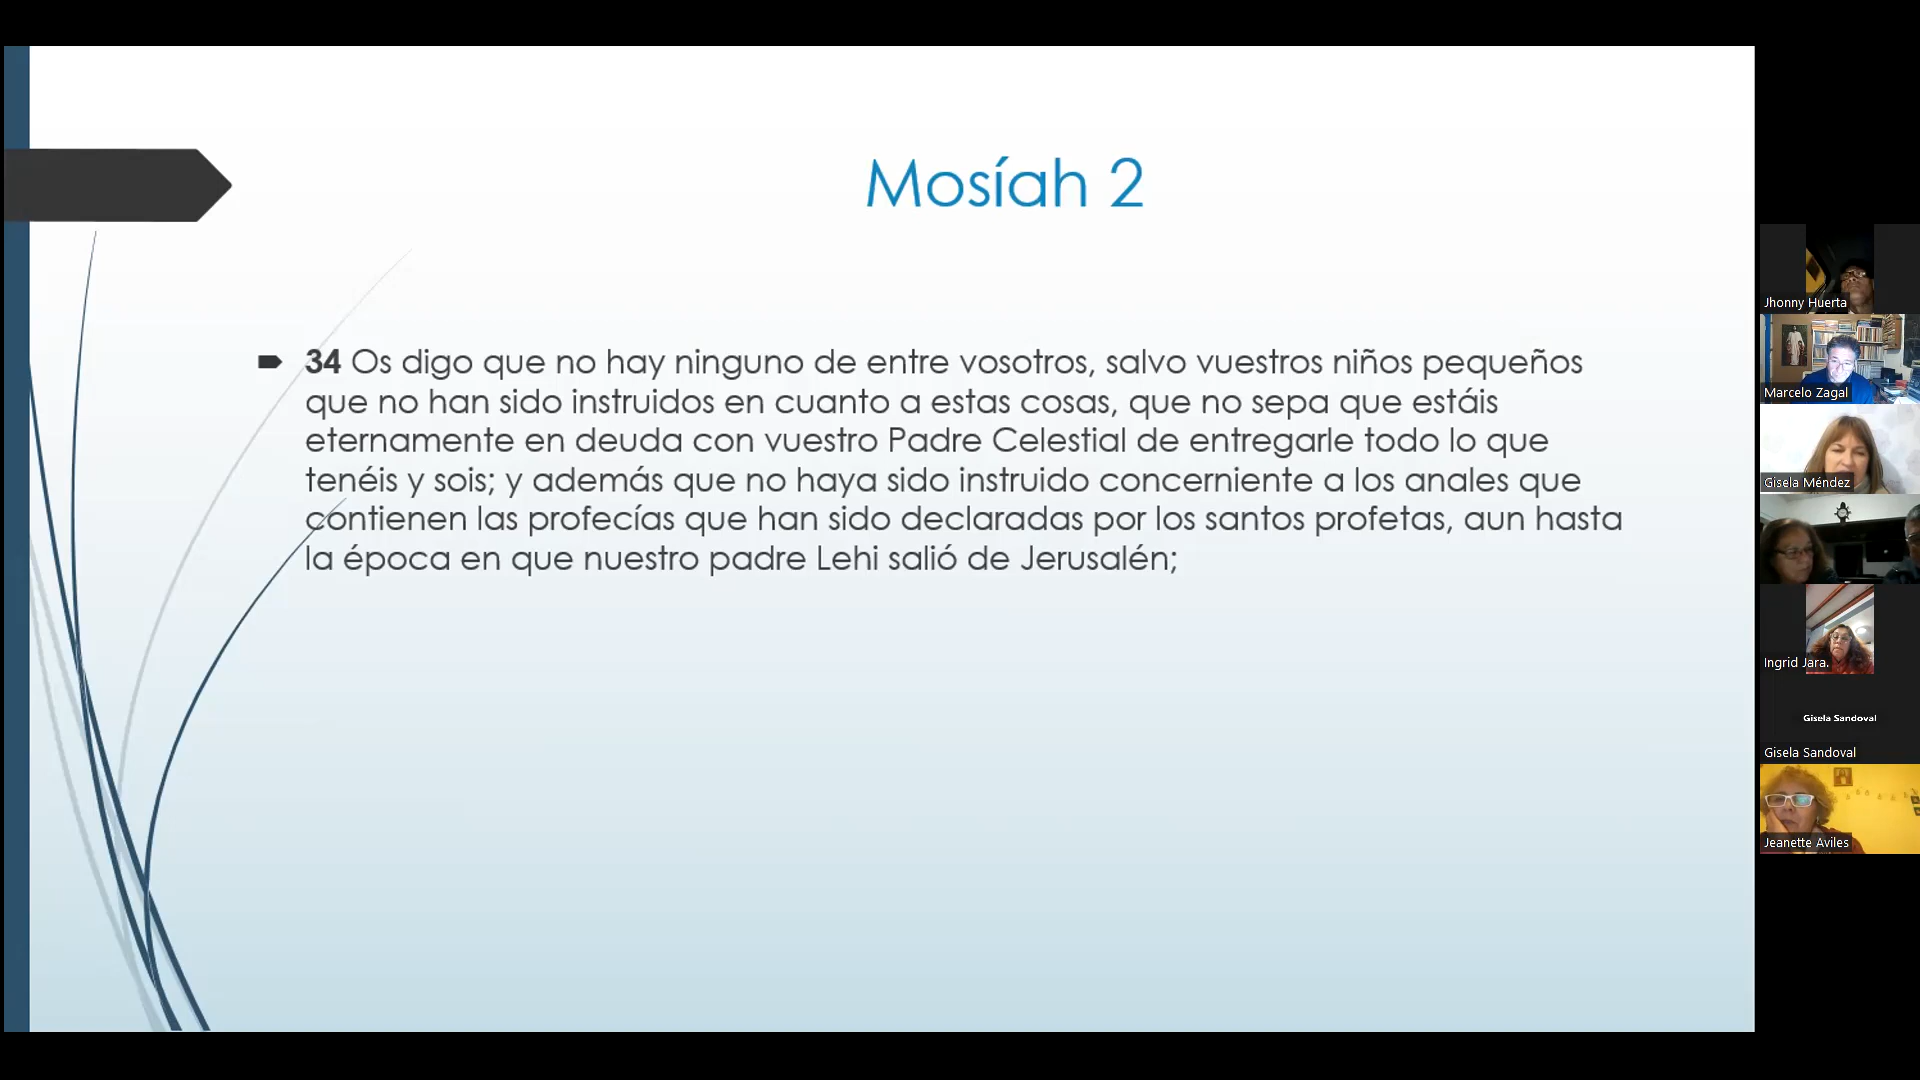 Mosíah 2
34 Os digo que no hay ninguno de entre vosotros, salvo vuestros niños pequeños
que no han sido instruidos en cuanto a estas cosas, que no sepa que estáis
eternamente en deuda con vuestro Padre Celestial de entregarle todo lo que
tenéis y sois; y además que no haya sido instruido concerniente a los anales que
contienen las profecías que han sido declaradas por los santos profetas, aun hasta
la época en que nuestro padre Lehi salió de Jerusalén;
Jhonny Huerta
Marcelo Zagal
Gisela Méndez
Ingrid Jara.
Gisela Sandoval
Gisela Sandoval
Jeanette Aviles